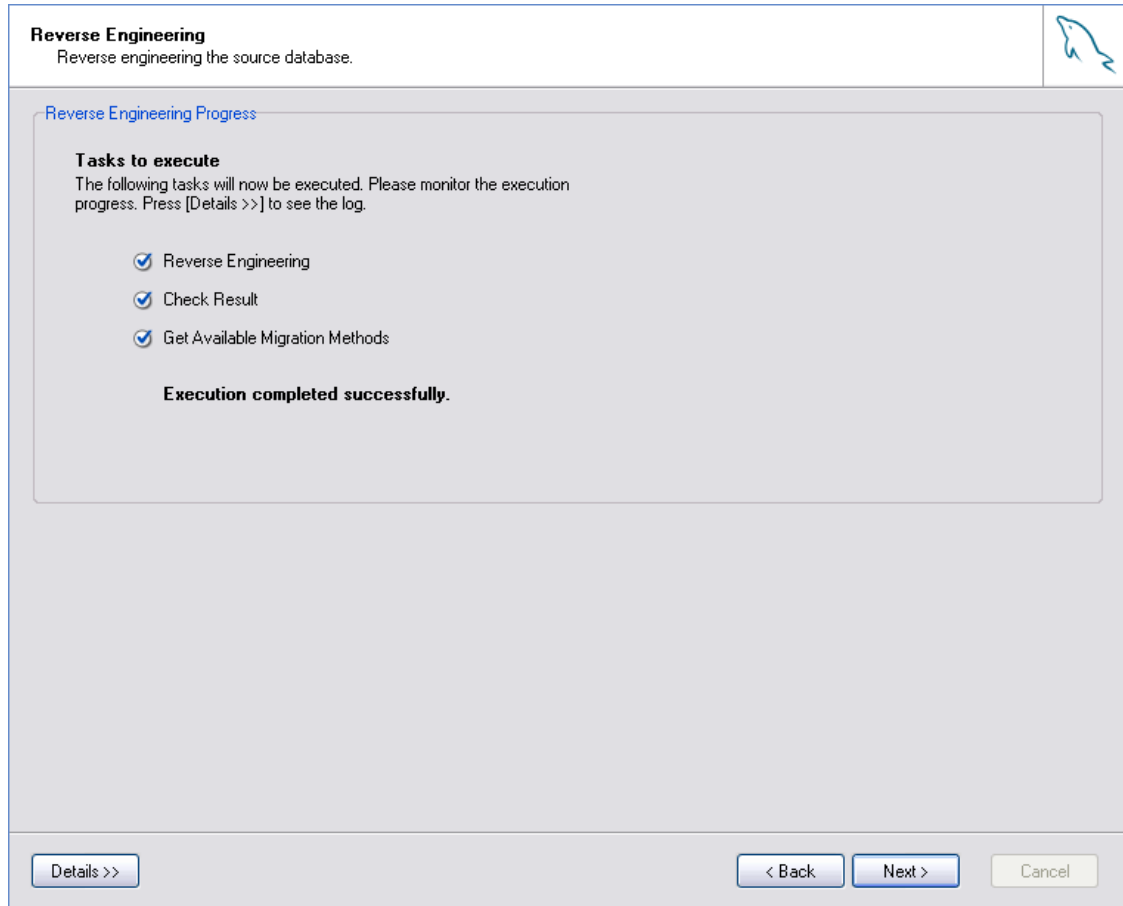 Reverse Engineering
Reverse engineering the source database.
Reverse Engineering Progress
Tasks to execute
The following tasks will now be executed. Please monitor the execution
progress. Press [Details >>] to see the log.
Reverse Engineering
Check Result
Get Available Migration Methods
Execution completed successfully.
Details >>
< Back
Next >
Cancel